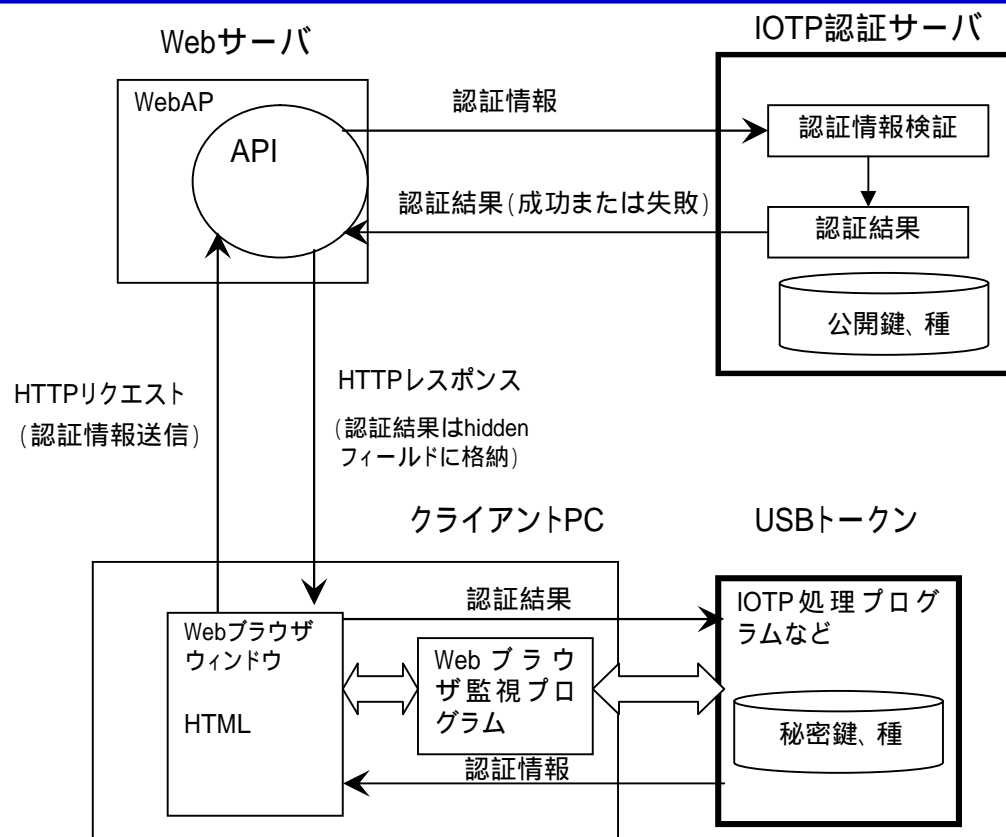 Webサーバ
IOTP認証サーバ
WebAP
API
認証情報
認証情報検証
認証結果(成功または失敗)
認証結果
公開鍵、種
HTTPリクエスト
(認証情報送信)
HTTPレスポンス
(認証結果はhidden
フィールドに格納)
クライアントPC
USBトークン
Webブラウザ
ウィンドウ
HTML
認証結果
Webブラウ
ザ監視プロ
グラム
認証情報
IOTP処理プログ
ラムなど
秘密鍵、種